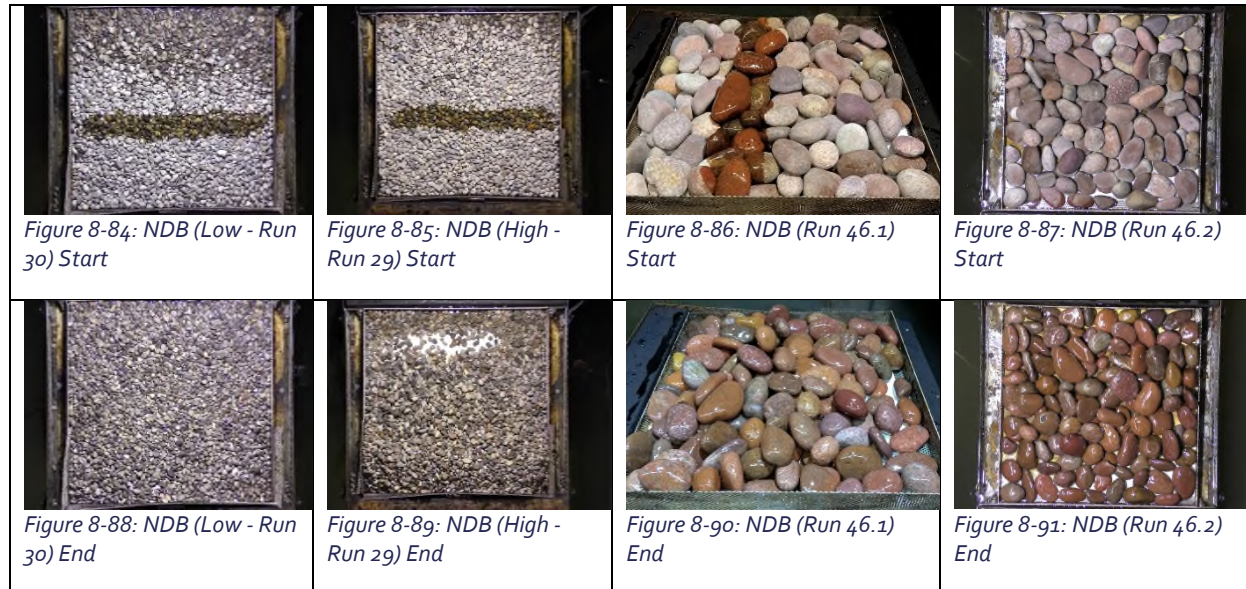 Figure 8-84: NDB (Low - Run
30) Start
Figure 8-85: NDB (High -
Run 29) Start
Figure 8-86: NDB (Run 46.1)
Start
Figure 8-87: NDB (Run 46.2)
Start
Figure 8-88: NDB (Low - Run
30) End
Figure 8-89: NDB (High -
Run 29) End
Figure 8-90: NDB (Run 46.1)
End
Figure 8-91: NDB (Run 46.2)
End